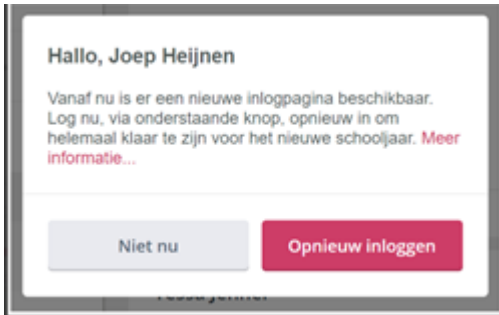 Hallo, Joep Heijnen
Vanaf nu is er een nieuwe inlogpagina beschikbaar.
Log nu, via onderstaande knop, opnieuw in om
helemaal klaar te zijn voor het nieuwe schooljaar. Meer
informatie...
Niet nu Opnieuw inloggen